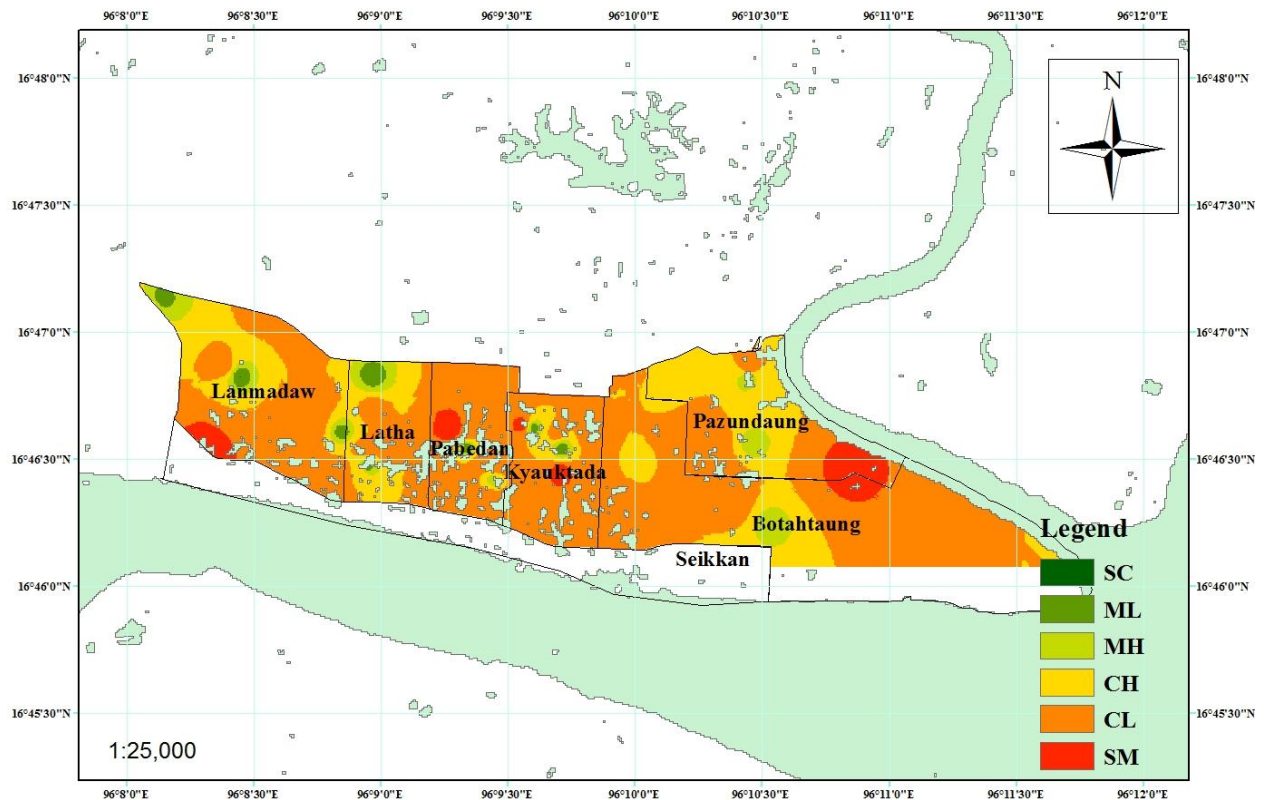 96°8'0"E 96°8'30"E 96°9'0"E 96°9'30"E 96°10'0"E 96°10'30"E 96°11'0"E 96°11'30"E 96°12'0"E
16°48'0"N 16°48'0"N
N
16°47'30"N 16°47'30"N
16°47'0"N 16°47'0"N
Lanmadaw
Latha
Pabedan
Kyauktada
Pazundaung
16°46'30"N 16°46'30"N
Botahtaung
Seikkan
Legend
SC
16°46'0"N 16°46'0"N
ML
MH
CH
16°45'30"N 16°45'30"N
CL
1:25,000
SM
96°8'0"E 96°8'30"E 96°9'0"E 96°9'30"E 96°10'0"E 96°10'30"E 96°11'0"E 96°11'30"E 96°12'0"E